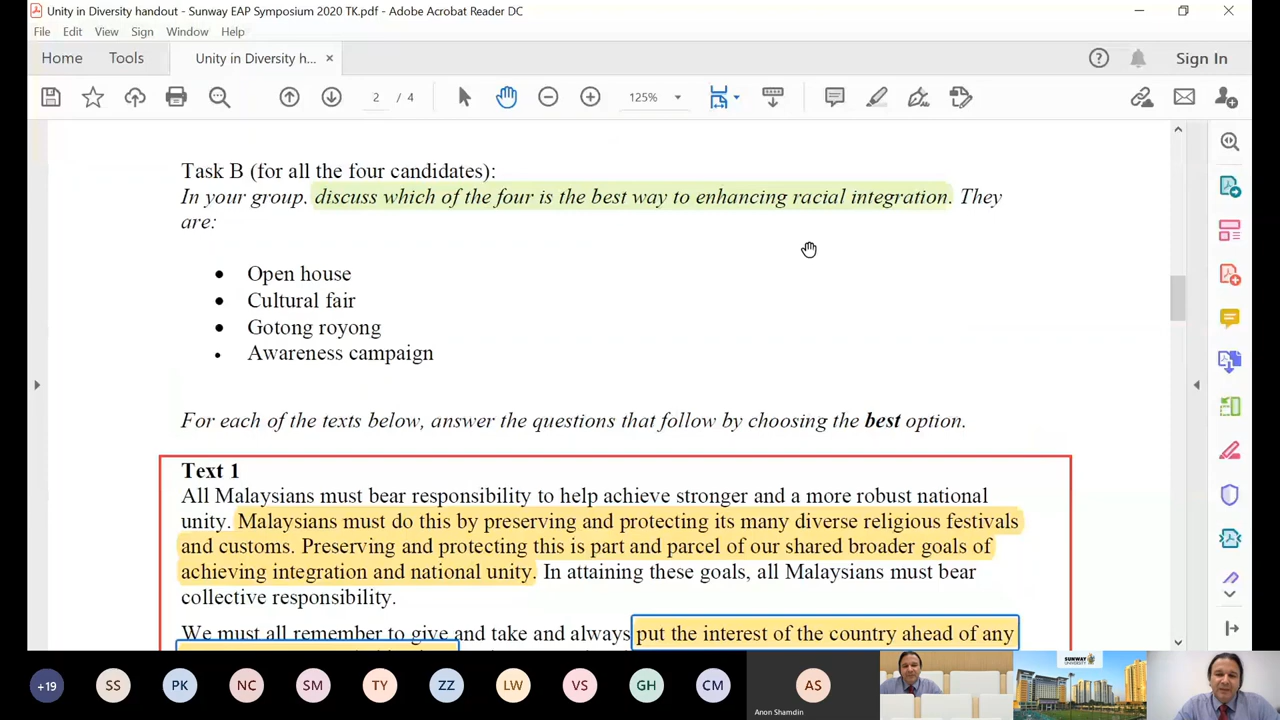 Unity in Diversity handout - Sunway EAP Symposium 2020 TK.pdf - Adobe Acrobat Reader DC
File Edit View Sign Window Help
Home Tools Unity in Diversity h... × Sign In
2 / 4 125%
Task B (for all the four candidates):
In your group. discuss which of the four is the best way to enhancing racial integration. They
are:
• Open house
• Cultural fair
• Gotong royong
• Awareness campaign
For each of the texts below, answer the questions that follow by choosing the best option.
Text 1
All Malaysians must bear responsibility to help achieve stronger and a more robust national
unity. Malaysians must do this by preserving and protecting its many diverse religious festivals
and customs. Preserving and protecting this is part and parcel of our shared broader goals of
achieving integration and national unity. In attaining these goals, all Malaysians must bear
collective responsibility.
We must all remember to give and take and always put the interest of the country ahead of any
+19 SS PK NC SM TY ZZ LW VS GH CM AS
Anon Shamdin
SUNWAY
UNIVERSITY